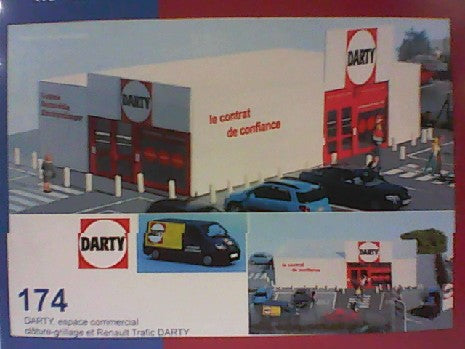 DARTY
DARTY
le contrat
de confiance
DARTY
le contrat
de confiance
DARTY
174
DARTY, espace commercial
clôture-grillage et Renault Trafic DARTY